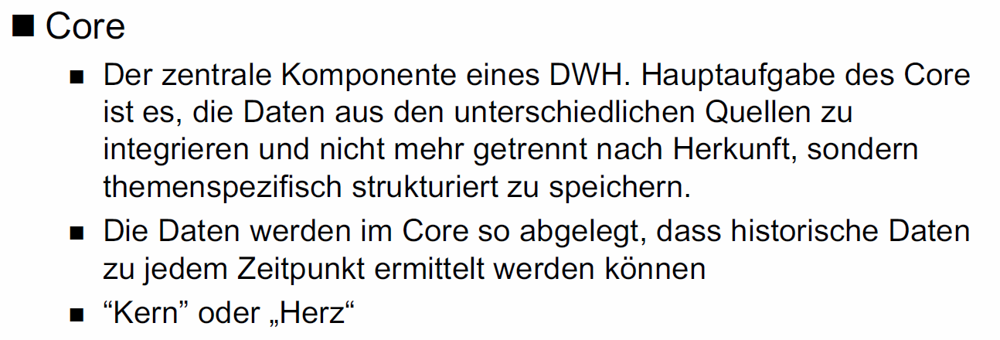 ■ Core
■ Der zentrale Komponente eines DWH. Hauptaufgabe des Core
ist es, die Daten aus den unterschiedlichen Quellen zu
integrieren und nicht mehr getrennt nach Herkunft, sondern
themenspezifisch strukturiert zu speichern.
■ Die Daten werden im Core so abgelegt, dass historische Daten
zu jedem Zeitpunkt ermittelt werden können
■ “Kern” oder „Herz“